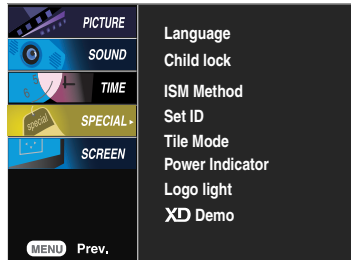 PICTURE
SOUND
TIME
special
SPECIAL
SCREEN
MENU Prev.
Language
Child lock
ISM Method
Set ID
Tile Mode
Power Indicator
Logo light
XD Demo